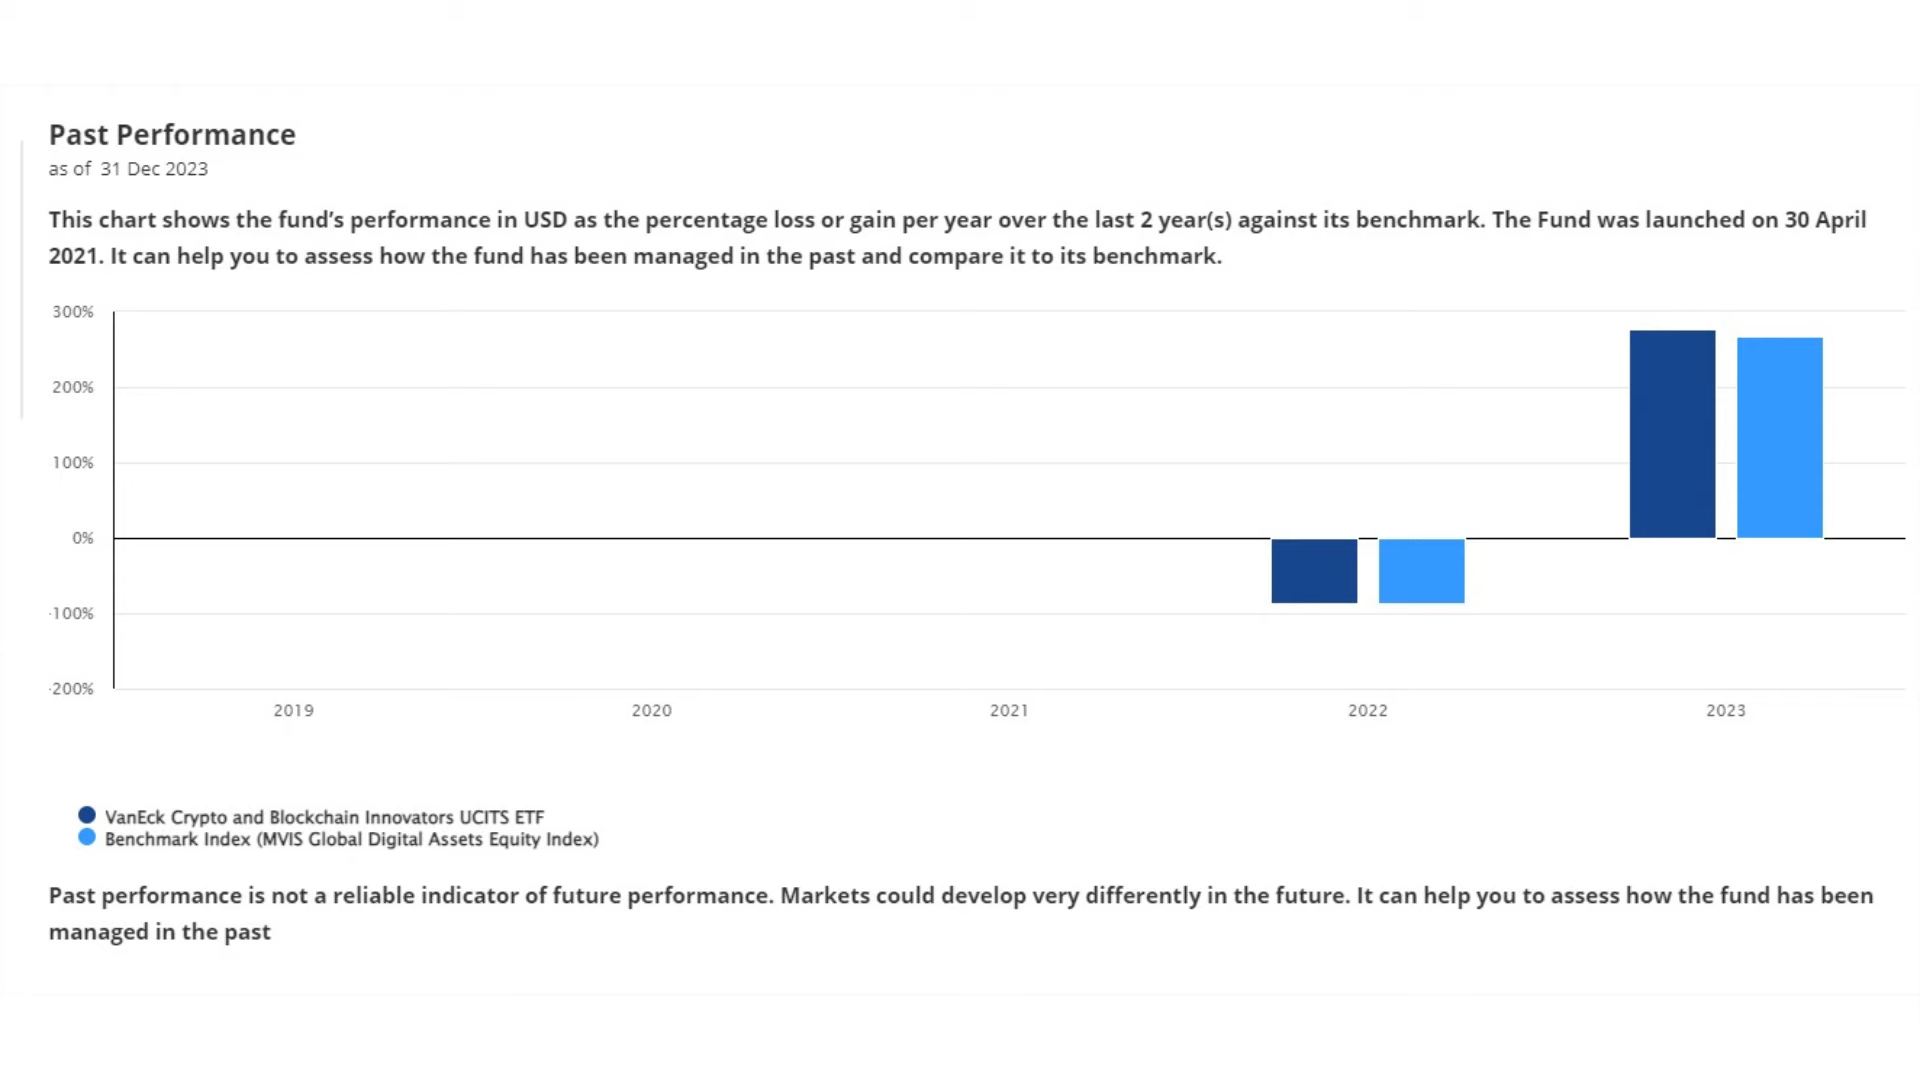 Past Performance
as of 31 Dec 2023
This chart shows the fund’s performance in USD as the percentage loss or gain per year over the last 2 year(s) against its benchmark. The Fund was launched on 30 April
2021. It can help you to assess how the fund has been managed in the past and compare it to its benchmark.
300%
200%
100%
0%
-100%
-200%
2019 2020 2021 2022 2023
VanEck Crypto and Blockchain Innovators UCITS ETF
Benchmark Index (MVIS Global Digital Assets Equity Index)
Past performance is not a reliable indicator of future performance. Markets could develop very differently in the future. It can help you to assess how the fund has been
managed in the past